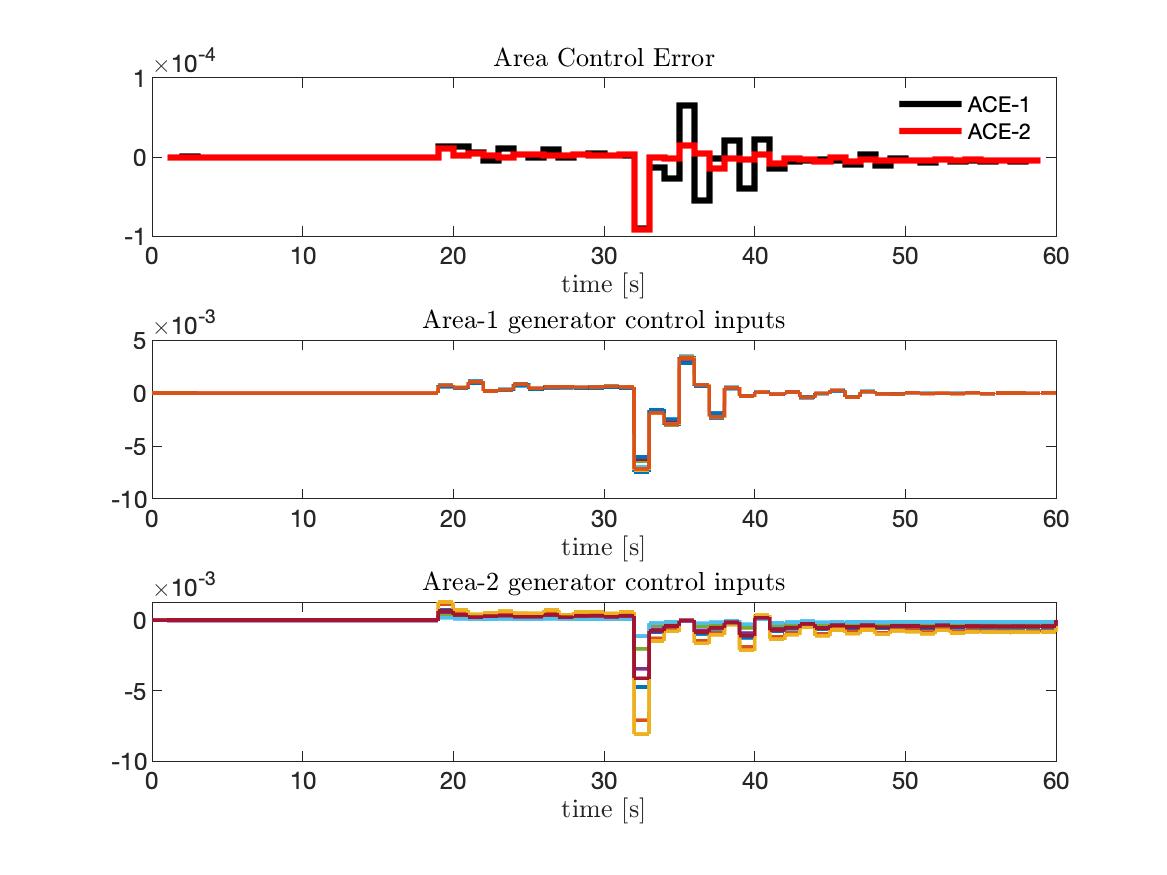 Area Control Error
×10-4
1
0
-1
ACE-1
ACE-2
0 10 20 30 40 50 60
time [s]
Area-1 generator control inputs
×10-3
5
0
-5
-10
0 10 20 30 40 50 60
time [s]
Area-2 generator control inputs
×10-3
0
-5
-10
0 10 20 30 40 50 60
time [s]